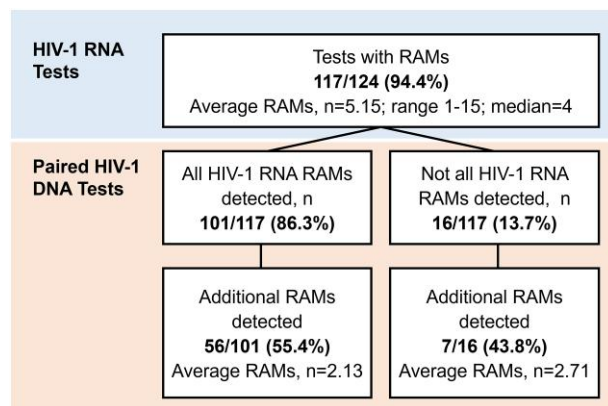 HIV-1 RNA
Tests
Tests with RAMs
117/124 (94.4%)
Average RAMs, n=5.15; range 1-15; median=4
Paired HIV-1
DNA Tests
All HIV-1 RNA RAMs
detected, n
101/117 (86.3%)
Not all HIV-1 RNA
RAMs detected, n
16/117 (13.7%)
Additional RAMs
detected
56/101 (55.4%)
Average RAMs, n=2.13
Additional RAMs
detected
7/16 (43.8%)
Average RAMs, n=2.71